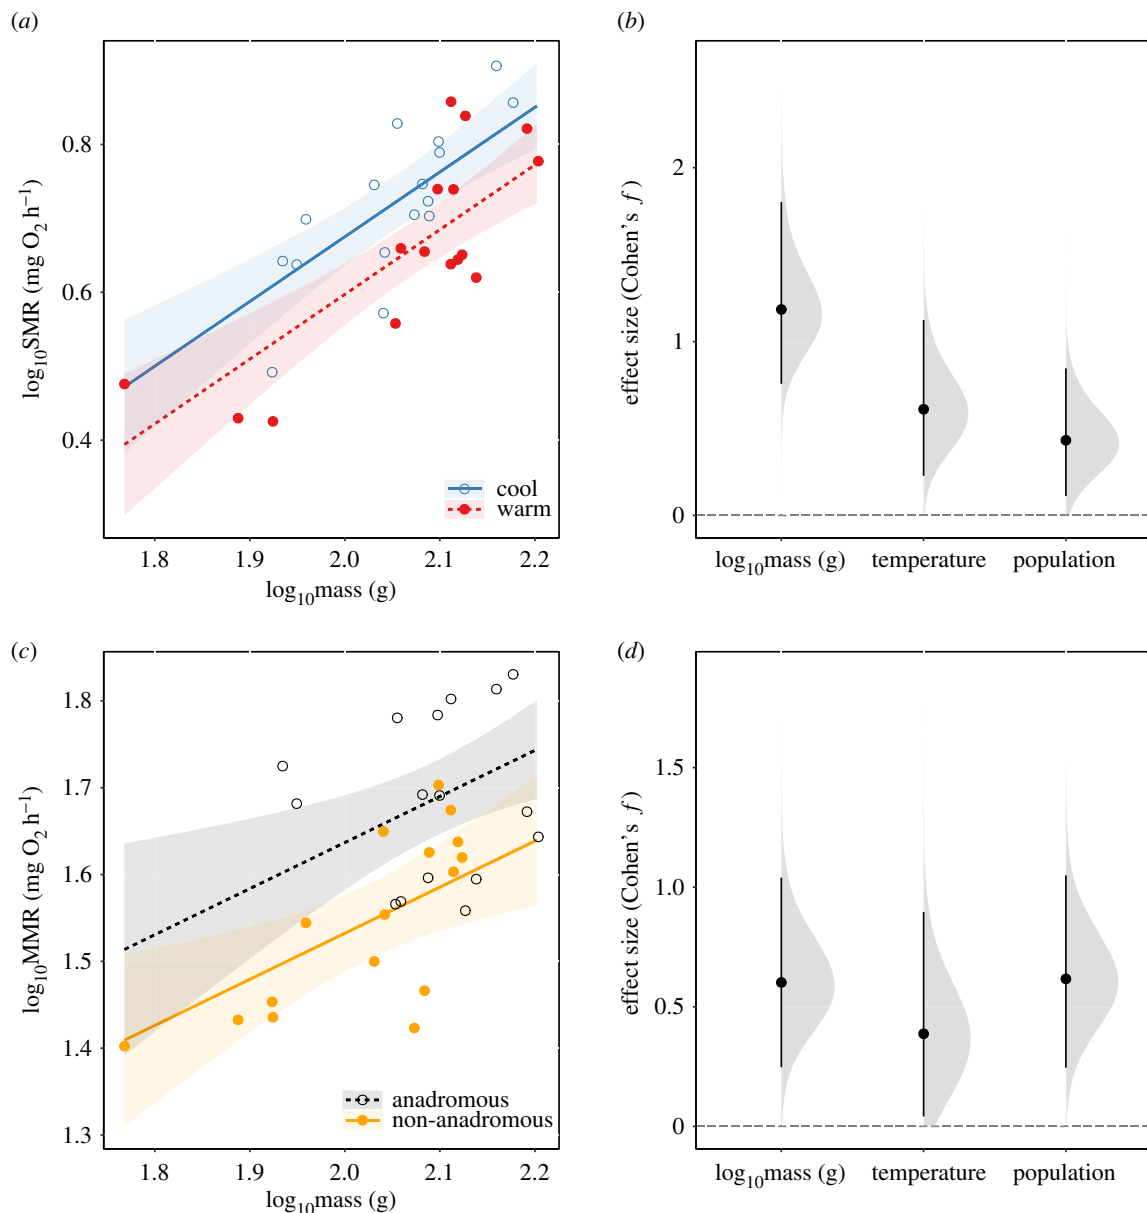 (a)
log₁₀SMR (mg O₂ h⁻¹)
0.8
0.6
0.4
cool
warm
1.8 1.9 2.0 2.1 2.2
log₁₀mass (g)
(b)
effect size (Cohen's f )
2
1
0
log₁₀mass (g) temperature population
(c)
log₁₀MMR (mg O₂ h⁻¹)
1.8
1.7
1.6
1.5
1.4
1.3
anadromous
non-anadromous
1.8 1.9 2.0 2.1 2.2
log₁₀mass (g)
(d)
effect size (Cohen's f )
1.5
1.0
0.5
0
log₁₀mass (g) temperature population